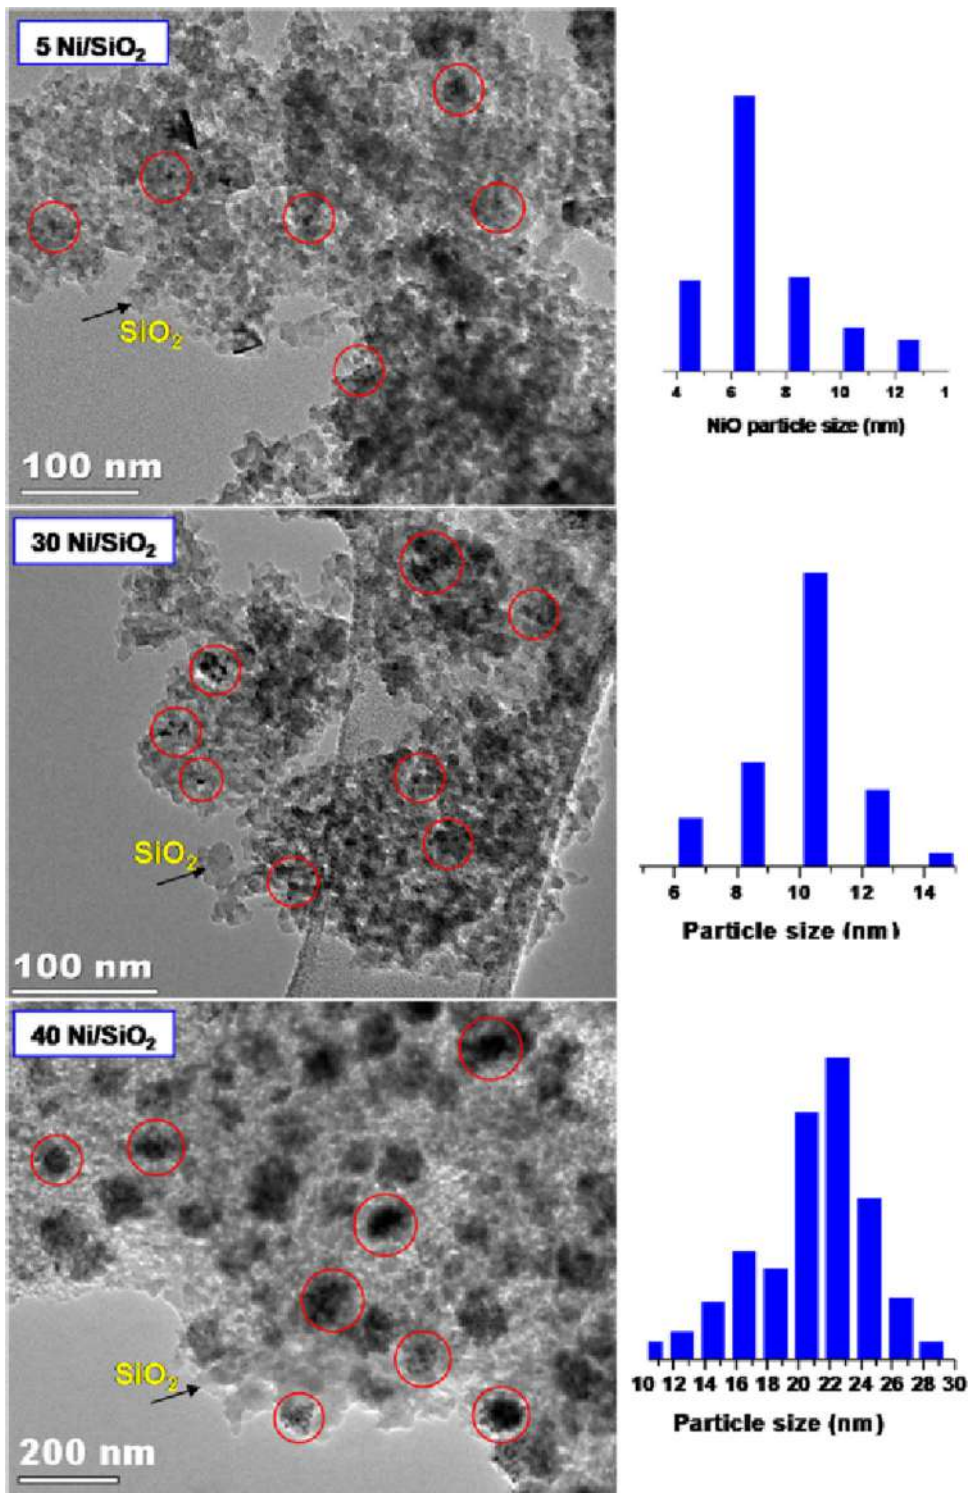 5 Ni/SiO₂
SiO₂
100 nm
4 6 8 10 12 1
NiO particle size (nm)
30 Ni/SiO₂
SiO₂
100 nm
6 8 10 12 14
Particle size (nm)
40 Ni/SiO₂
SiO₂
200 nm
10 12 14 16 18 20 22 24 26 28 30
Particle size (nm)